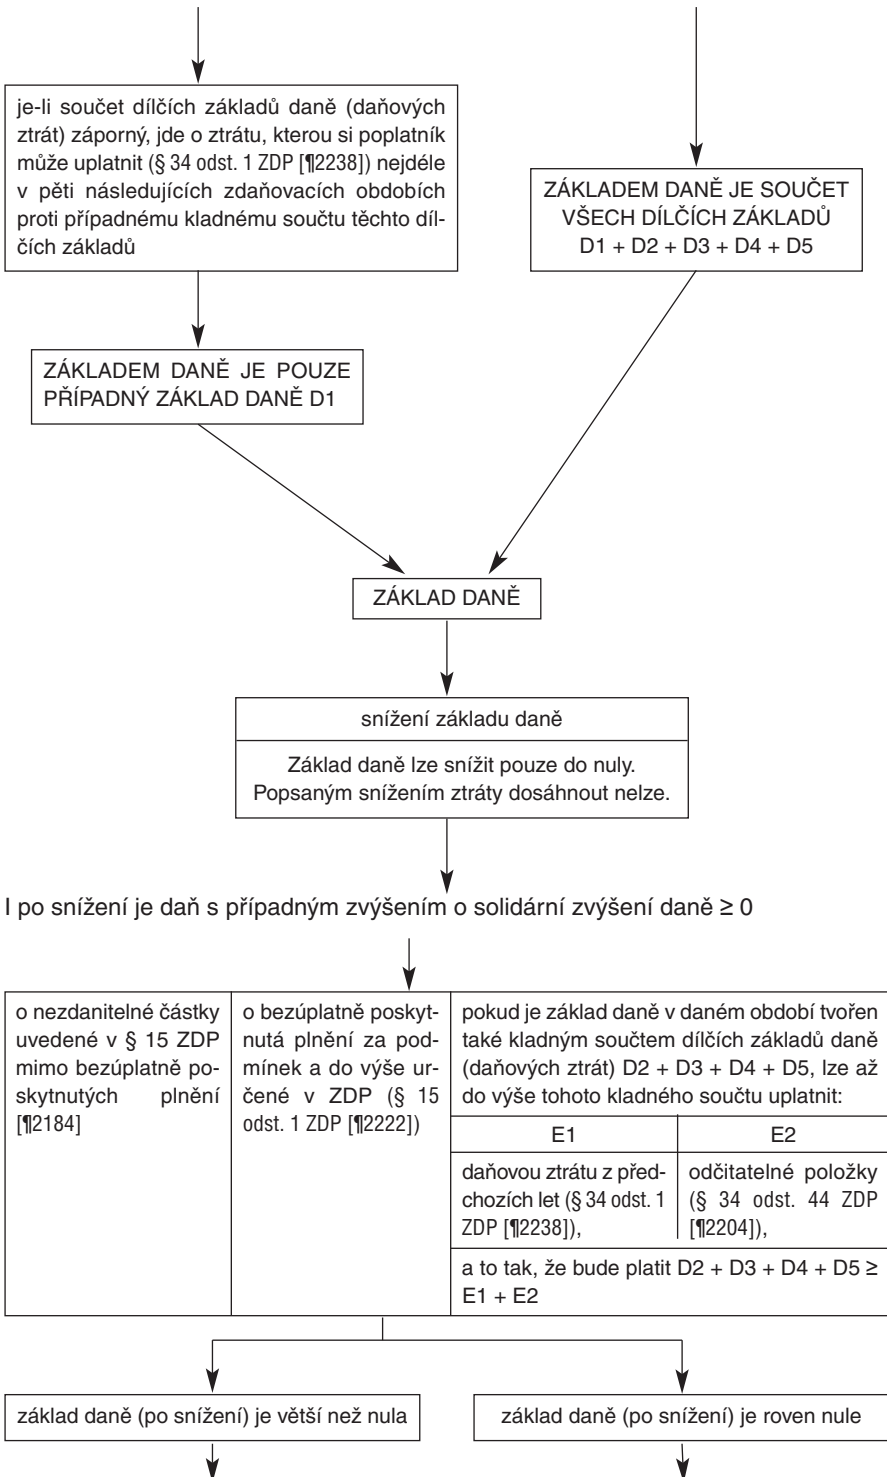 je-li součet dílčích základů daně (daňových
ztrát) záporný, jde o ztrátu, kterou si poplatník
může uplatnit (§ 34 odst. 1 ZDP [¶2238]) nejdéle
v pěti následujících zdaňovacích obdobích
proti případnému kladnému součtu těchto díl-
čích základů
ZÁKLADEM DANĚ JE SOUČET
VŠECH DÍLČÍCH ZÁKLADŮ
D1 + D2 + D3 + D4 + D5
ZÁKLADEM DANĚ JE POUZE
PŘÍPADNÝ ZÁKLAD DANĚ D1
ZÁKLAD DANĚ
snížení základu daně
Základ daně lze snížit pouze do nuly.
Popsaným snížením ztráty dosáhnout nelze.
I po snížení je daň s případným zvýšením o solidární zvýšení daně ≥ 0
o nezdanitelné částky
uvedené v § 15 ZDP
mimo bezúplatně po-
skytnutých plnění
[¶2184]
o bezúplatně poskyt-
nutá plnění za pod-
mínek a do výše ur-
čené v ZDP (§ 15
odst. 1 ZDP [¶2222])
pokud je základ daně v daném období tvořen
také kladným součtem dílčích základů daně
(daňových ztrát) D2 + D3 + D4 + D5, lze až
do výše tohoto kladného součtu uplatnit:
E1
daňovou ztrátu z před-
chozích let (§ 34 odst. 1
ZDP [¶2238]),
E2
odčitatelné položky
(§ 34 odst. 44 ZDP
[¶2204]),
a to tak, že bude platit D2 + D3 + D4 + D5 ≥
E1 + E2
základ daně (po snížení) je větší než nula
základ daně (po snížení) je roven nule